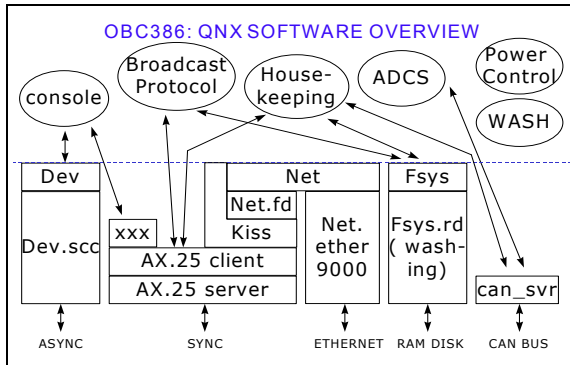 OBC386: QNX SOFTWARE OVERVIEW
console
Broadcast
Protocol
House-
keeping
ADCS
Power
Control
WASH
Dev
Net
Fsys
Dev.scc
xxx
Net.fd
Kiss
AX.25 client
AX.25 server
Net.
ether
9000
Fsys.rd
( wash-
ing)
can_svr
ASYNC
SYNC
ETHERNET
RAM DISK
CAN BUS